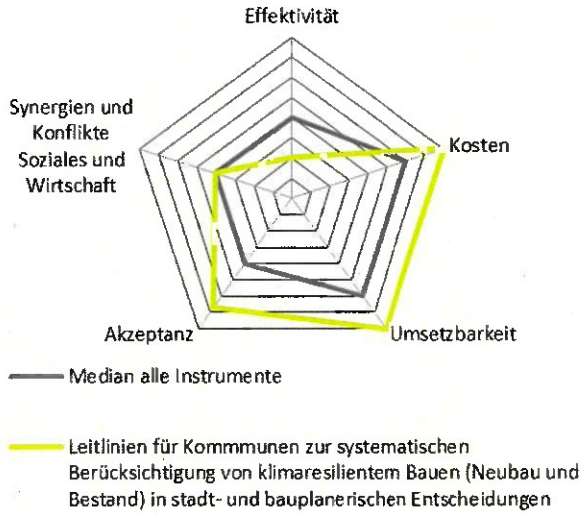 Effektivität
Synergien und
Konflikte
Soziales und
Wirtschaft
Kosten
Akzeptanz
Umsetzbarkeit
Median alle Instrumente
Leitlinien für Kommmunen zur systematischen
Berücksichtigung von klimaresilientem Bauen (Neubau und
Bestand) in stadt- und bauplanerischen Entscheidungen